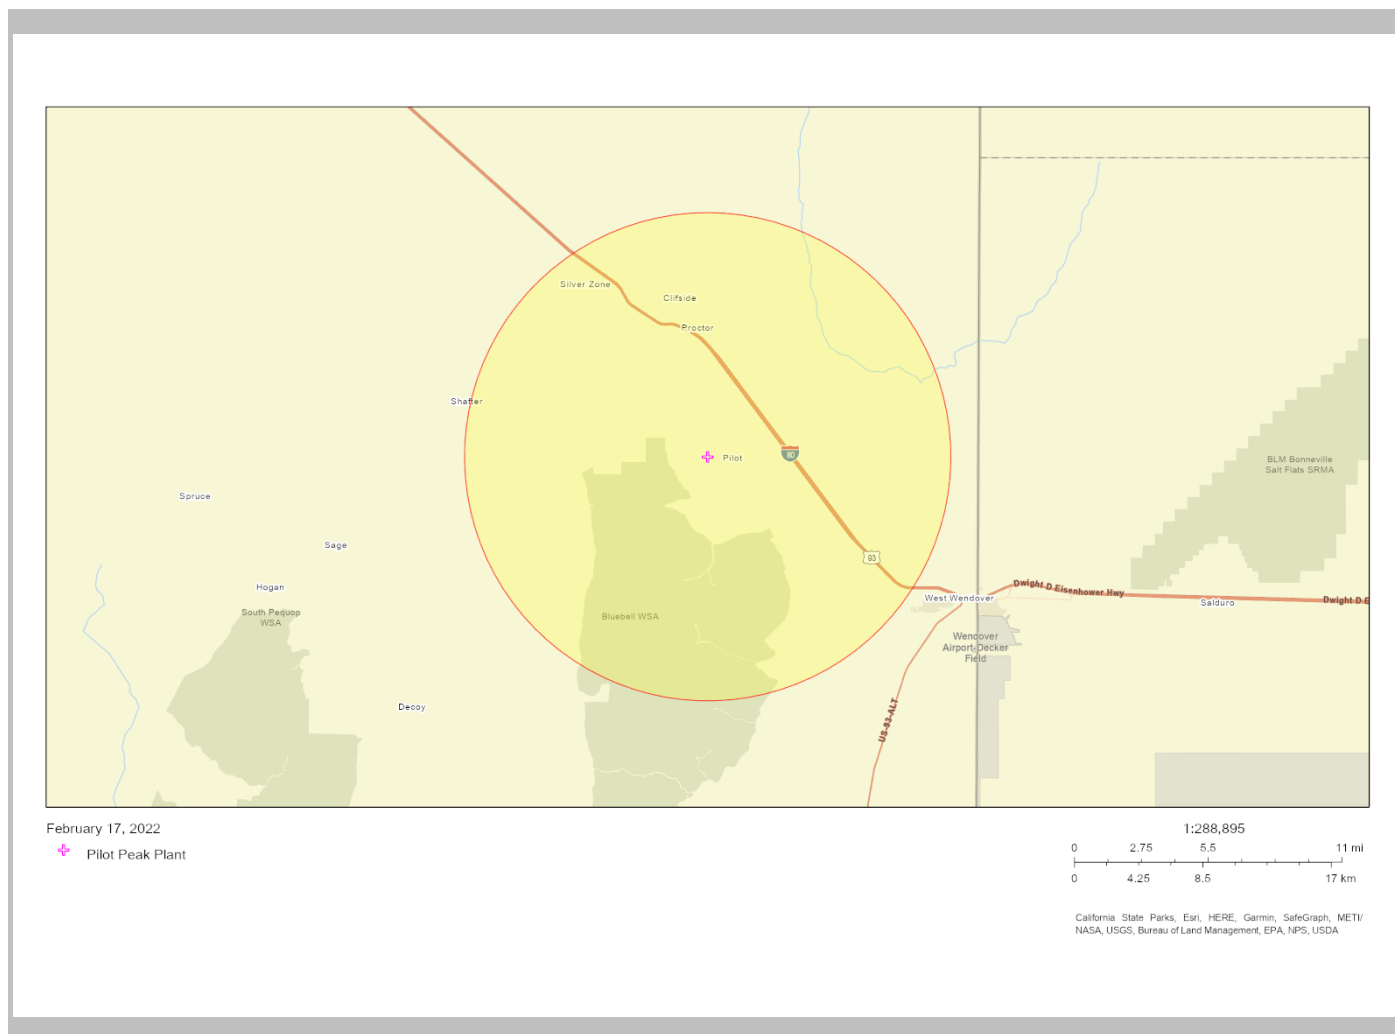 Silver Zone
Clifside
Proctor
Shafter
80
Pilot
BLM Bonneville
Salt Flats SRMA
Spruce
Sage
93
Hogan
Dwight D Eisenhower Hwy
West Wendover
Salduro
Dwight D E
South Pequop
WSA
Bluebell WSA
Wendover
Airport-Decker
Field
Decoy
US-93-ALT
February 17, 2022
Pilot Peak Plant
1:288,895
0 2.75 5.5 11 mi
0 4.25 8.5 17 km
California State Parks, Esri, HERE, Garmin, SafeGraph, METI/
NASA, USGS, Bureau of Land Management, EPA, NPS, USDA